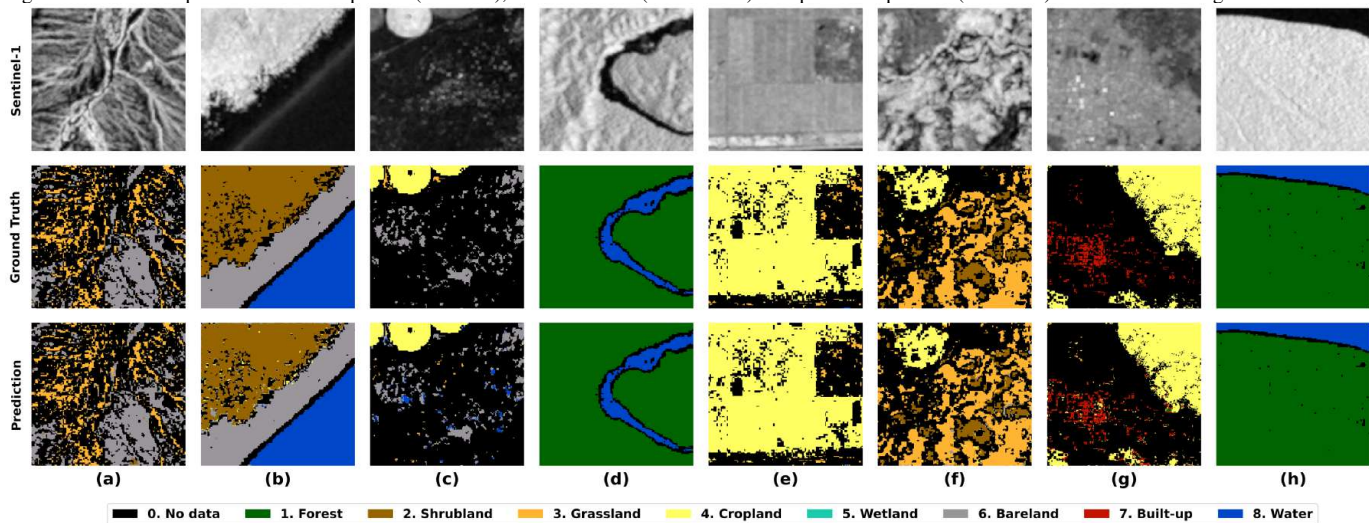 Sentinel-1
Ground Truth
Prediction
(a) (b) (c) (d) (e) (f) (g) (h)
0. No data 1. Forest 2. Shrubland 3. Grassland 4. Cropland 5. Wetland 6. Bareland 7. Built-up 8. Water